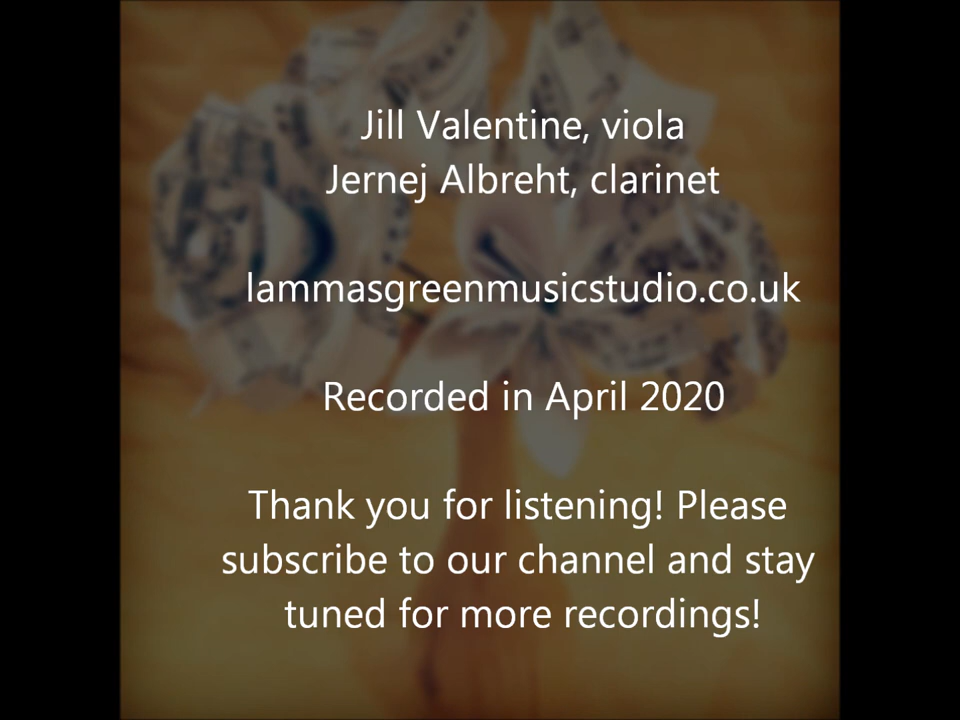 Jill Valentine, viola
Jernej Albreht, clarinet
lammasgreenmusicstudio.co.uk
Recorded in April 2020
Thank you for listening! Please
subscribe to our channel and stay
tuned for more recordings!